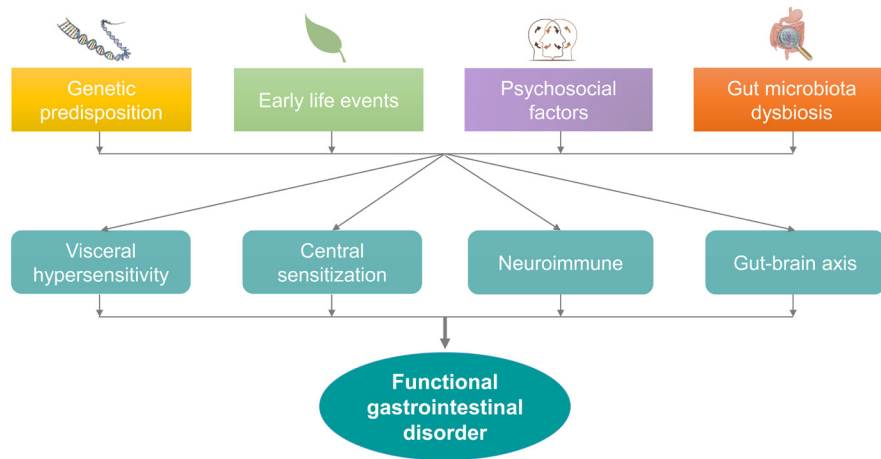 Genetic
predisposition
Early life events
Psychosocial
factors
Gut microbiota
dysbiosis
Visceral
hypersensitivity
Central
sensitization
Neuroimmune
Gut-brain axis
Functional
gastrointestinal
disorder